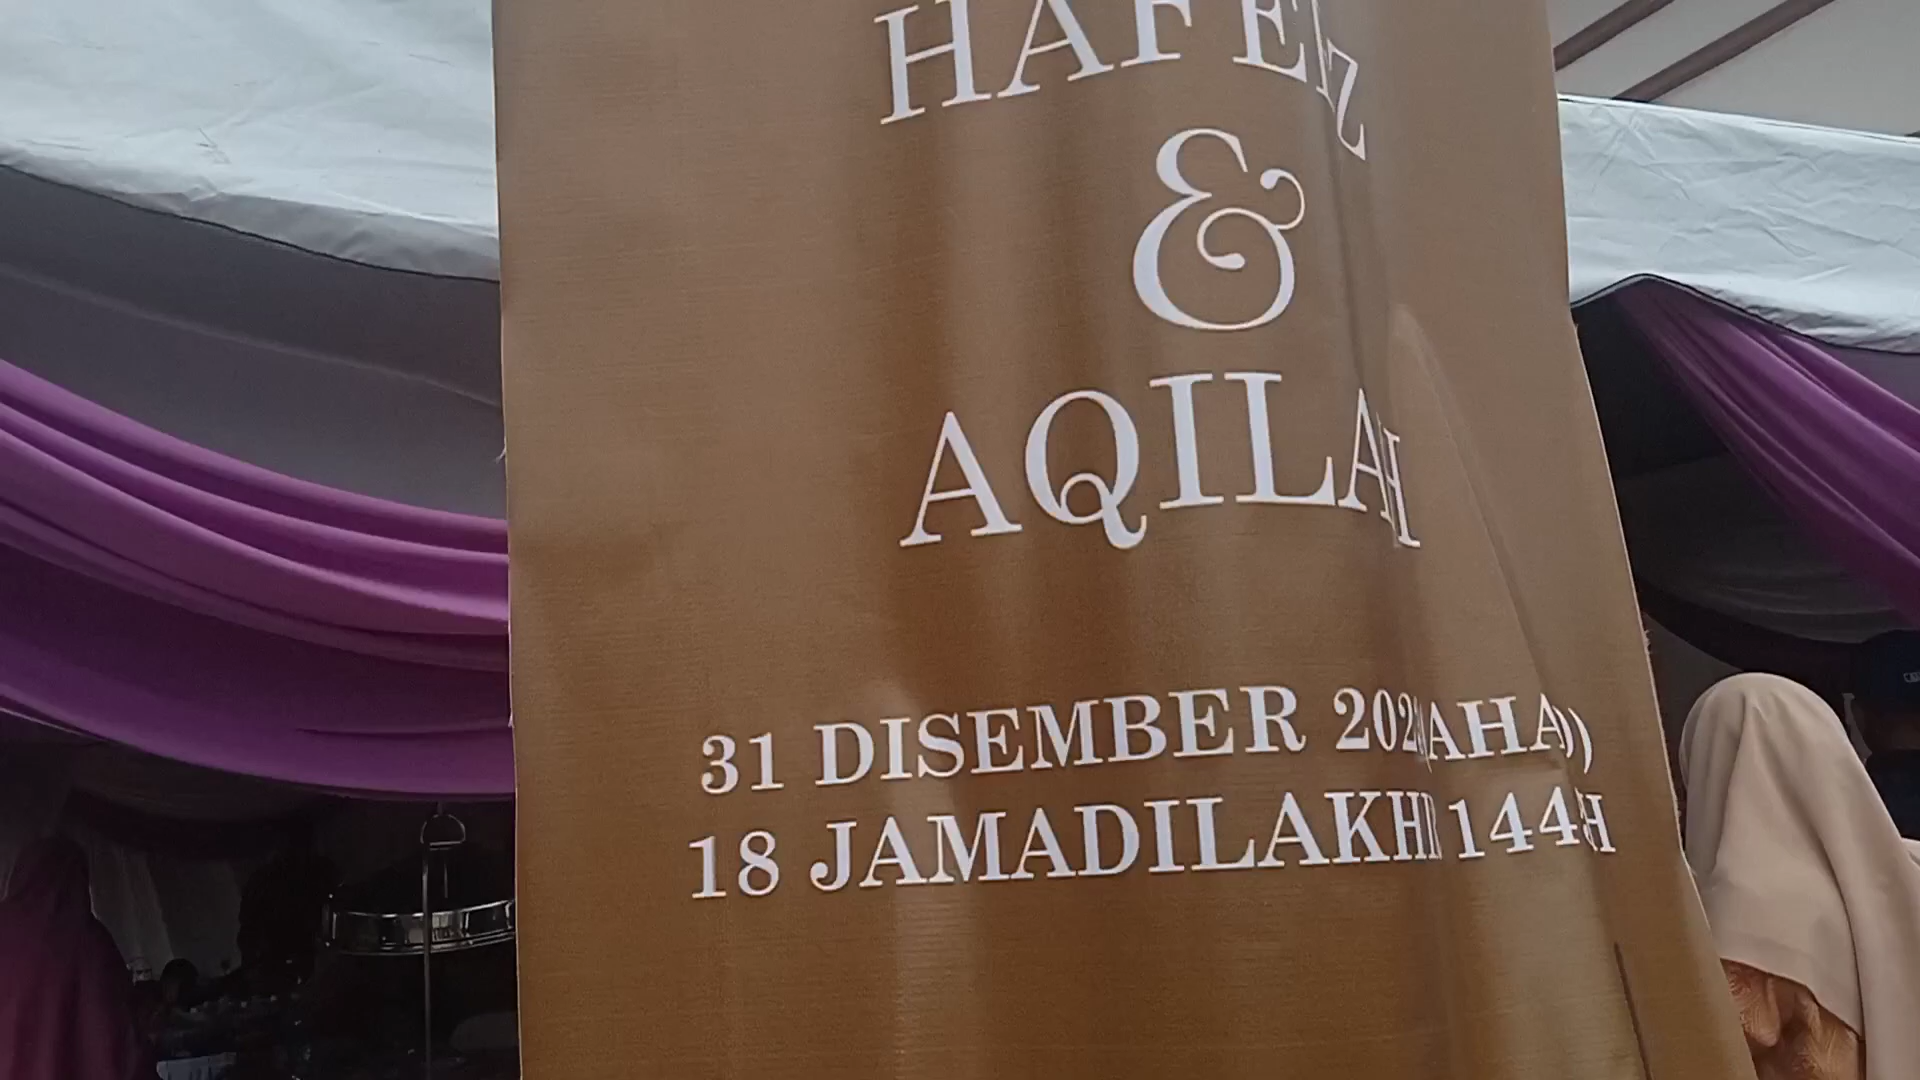 HAFEIZ
&
AQILAH
31 DISEMBER 2023 (AHAD)
18 JAMADILAKHIR 1445H